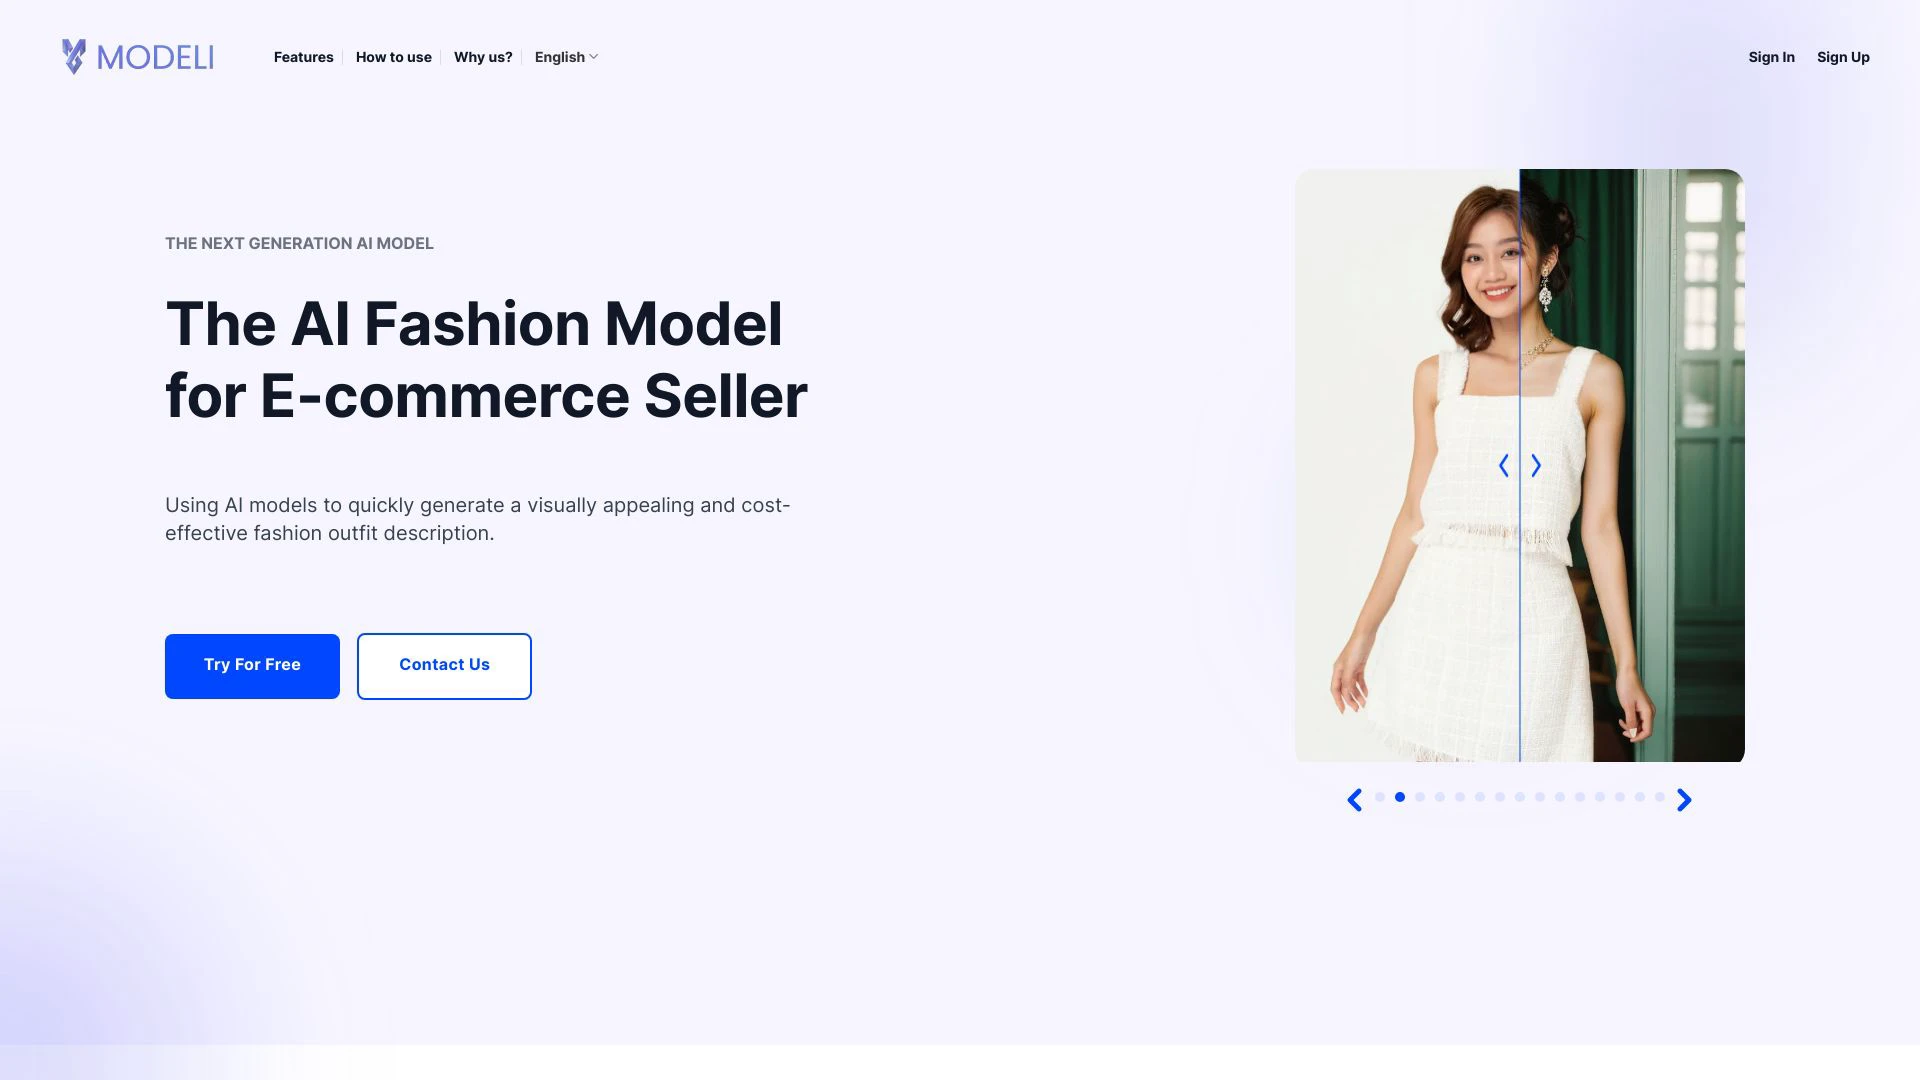 MODELI
Features
How to use
Why us?
English
Sign In
Sign Up
THE NEXT GENERATION AI MODEL
The AI Fashion Model
for E-commerce Seller
Using AI models to quickly generate a visually appealing and cost-
effective fashion outfit description.
Try For Free
Contact Us